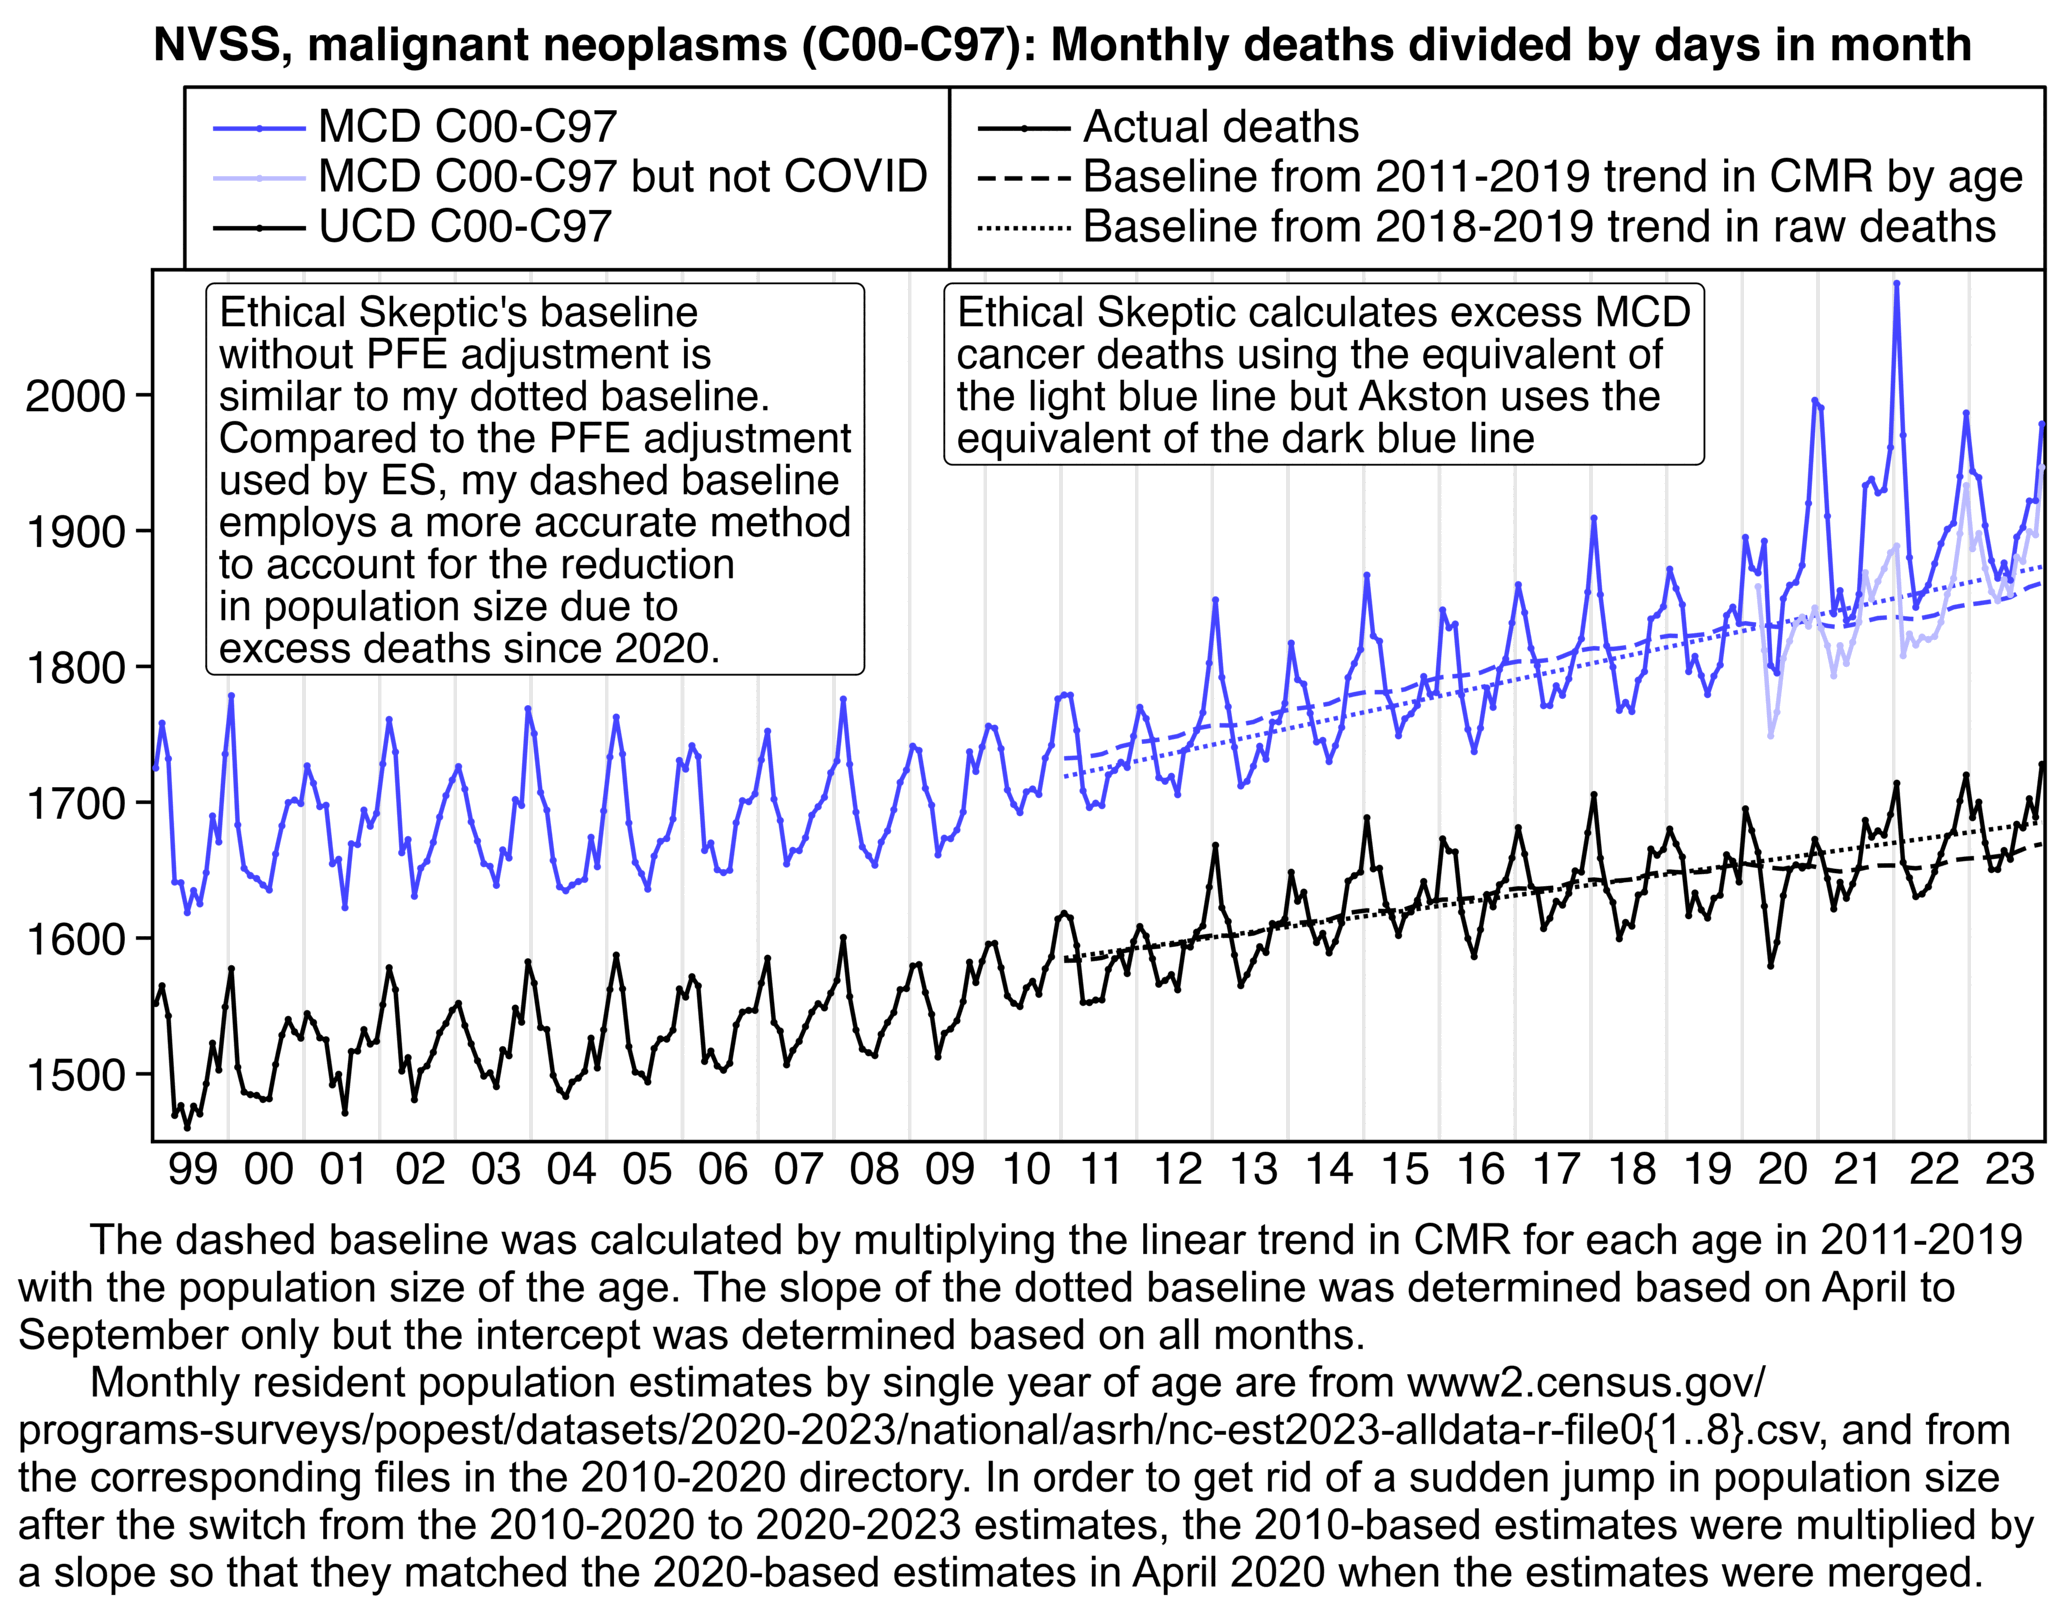 NVSS, malignant neoplasms (C00-C97): Monthly deaths divided by days in month
MCD C00-C97
MCD C00-C97 but not COVID
UCD C00-C97
Actual deaths
Baseline from 2011-2019 trend in CMR by age
Baseline from 2018-2019 trend in raw deaths
Ethical Skeptic's baseline
without PFE adjustment is
similar to my dotted baseline.
Compared to the PFE adjustment
used by ES, my dashed baseline
employs a more accurate method
to account for the reduction
in population size due to
excess deaths since 2020.
Ethical Skeptic calculates excess MCD
cancer deaths using the equivalent of
the light blue line but Akston uses the
equivalent of the dark blue line
2000
1900
1800
1700
1600
1500
99 00 01 02 03 04 05 06 07 08 09 10 11 12 13 14 15 16 17 18 19 20 21 22 23
The dashed baseline was calculated by multiplying the linear trend in CMR for each age in 2011-2019
with the population size of the age. The slope of the dotted baseline was determined based on April to
September only but the intercept was determined based on all months.
Monthly resident population estimates by single year of age are from www2.census.gov/
programs-surveys/popest/datasets/2020-2023/national/asrh/nc-est2023-alldata-r-file0{1..8}.csv, and from
the corresponding files in the 2010-2020 directory. In order to get rid of a sudden jump in population size
after the switch from the 2010-2020 to 2020-2023 estimates, the 2010-based estimates were multiplied by
a slope so that they matched the 2020-based estimates in April 2020 when the estimates were merged.